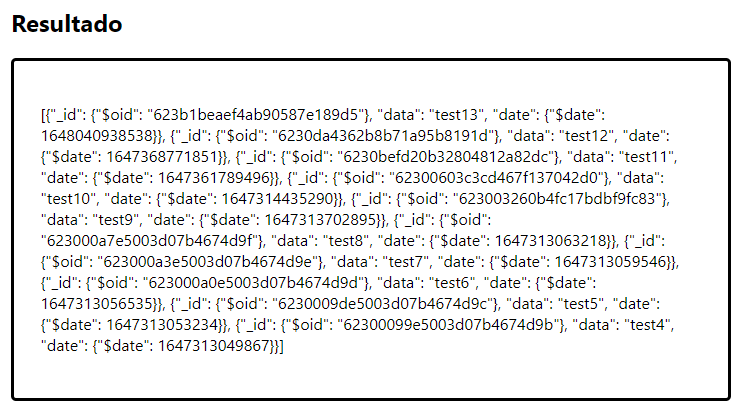 Resultado
[{"_id": {"$oid": "623b1beaef4ab90587e189d5"}, "data": "test13", "date": {"$date":
1648040938538}}, {"_id": {"$oid": "6230da4362b8b71a95b8191d"}, "data": "test12", "date":
{"$date": 1647368771851}}, {"_id": {"$oid": "6230befd20b32804812a82dc"}, "data": "test11",
"date": {"$date": 1647361789496}}, {"_id": {"$oid": "62300603c3cd467f137042d0"}, "data":
"test10", "date": {"$date": 1647314435290}}, {"_id": {"$oid": "623003260b4fc17bdbf9fc83"},
"data": "test9", "date": {"$date": 1647313702895}}, {"_id": {"$oid":
"623000a7e5003d07b4674d9f"}, "data": "test8", "date": {"$date": 1647313063218}}, {"_id":
{"$oid": "623000a3e5003d07b4674d9e"}, "data": "test7", "date": {"$date": 1647313059546}},
{"_id": {"$oid": "623000a0e5003d07b4674d9d"}, "data": "test6", "date": {"$date":
1647313056535}}, {"_id": {"$oid": "6230009de5003d07b4674d9c"}, "data": "test5", "date":
{"$date": 1647313053234}}, {"_id": {"$oid": "62300099e5003d07b4674d9b"}, "data": "test4",
"date": {"$date": 1647313049867}}]